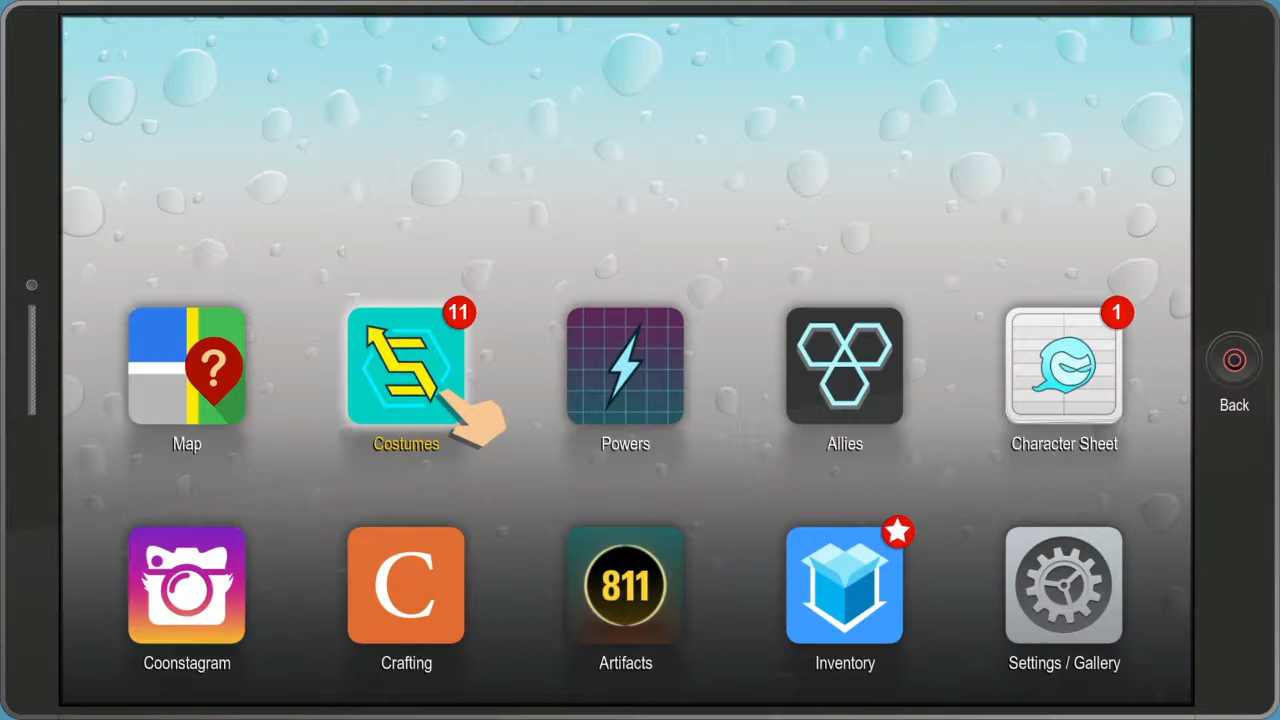 11
1
?
Map
Costumes
Powers
Allies
Character Sheet
Back
C
811
Coonstagram
Crafting
Artifacts
Inventory
Settings / Gallery